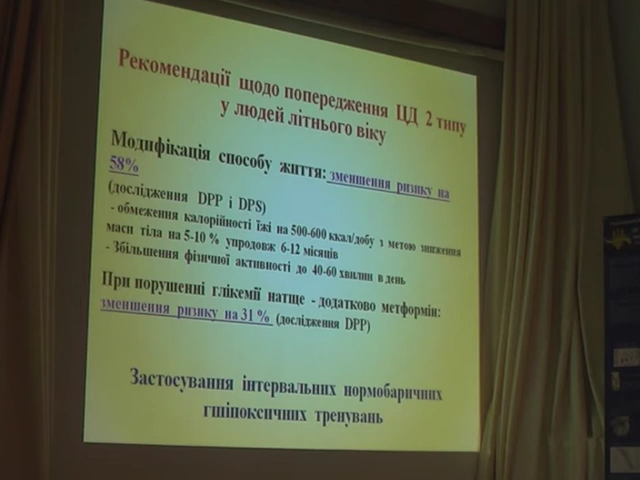 Рекомендації щодо попередження ЦД 2 типу
у людей літнього віку
Модифікація способу життя: зменшення ризику на
58%
(дослідження DPP і DPS)
- обмеження калорійності їжі на 500-600 ккал/добу з метою зниження
маси тіла на 5-10 % упродовж 6-12 місяців
- Збільшення фізичної активності до 40-60 хвилин в день
При порушенні глікемії натще - додатково метформін:
зменшення ризику на 31 % (дослідження DPP)
Застосування інтервальних нормобаричних
гіпоксичних тренувань